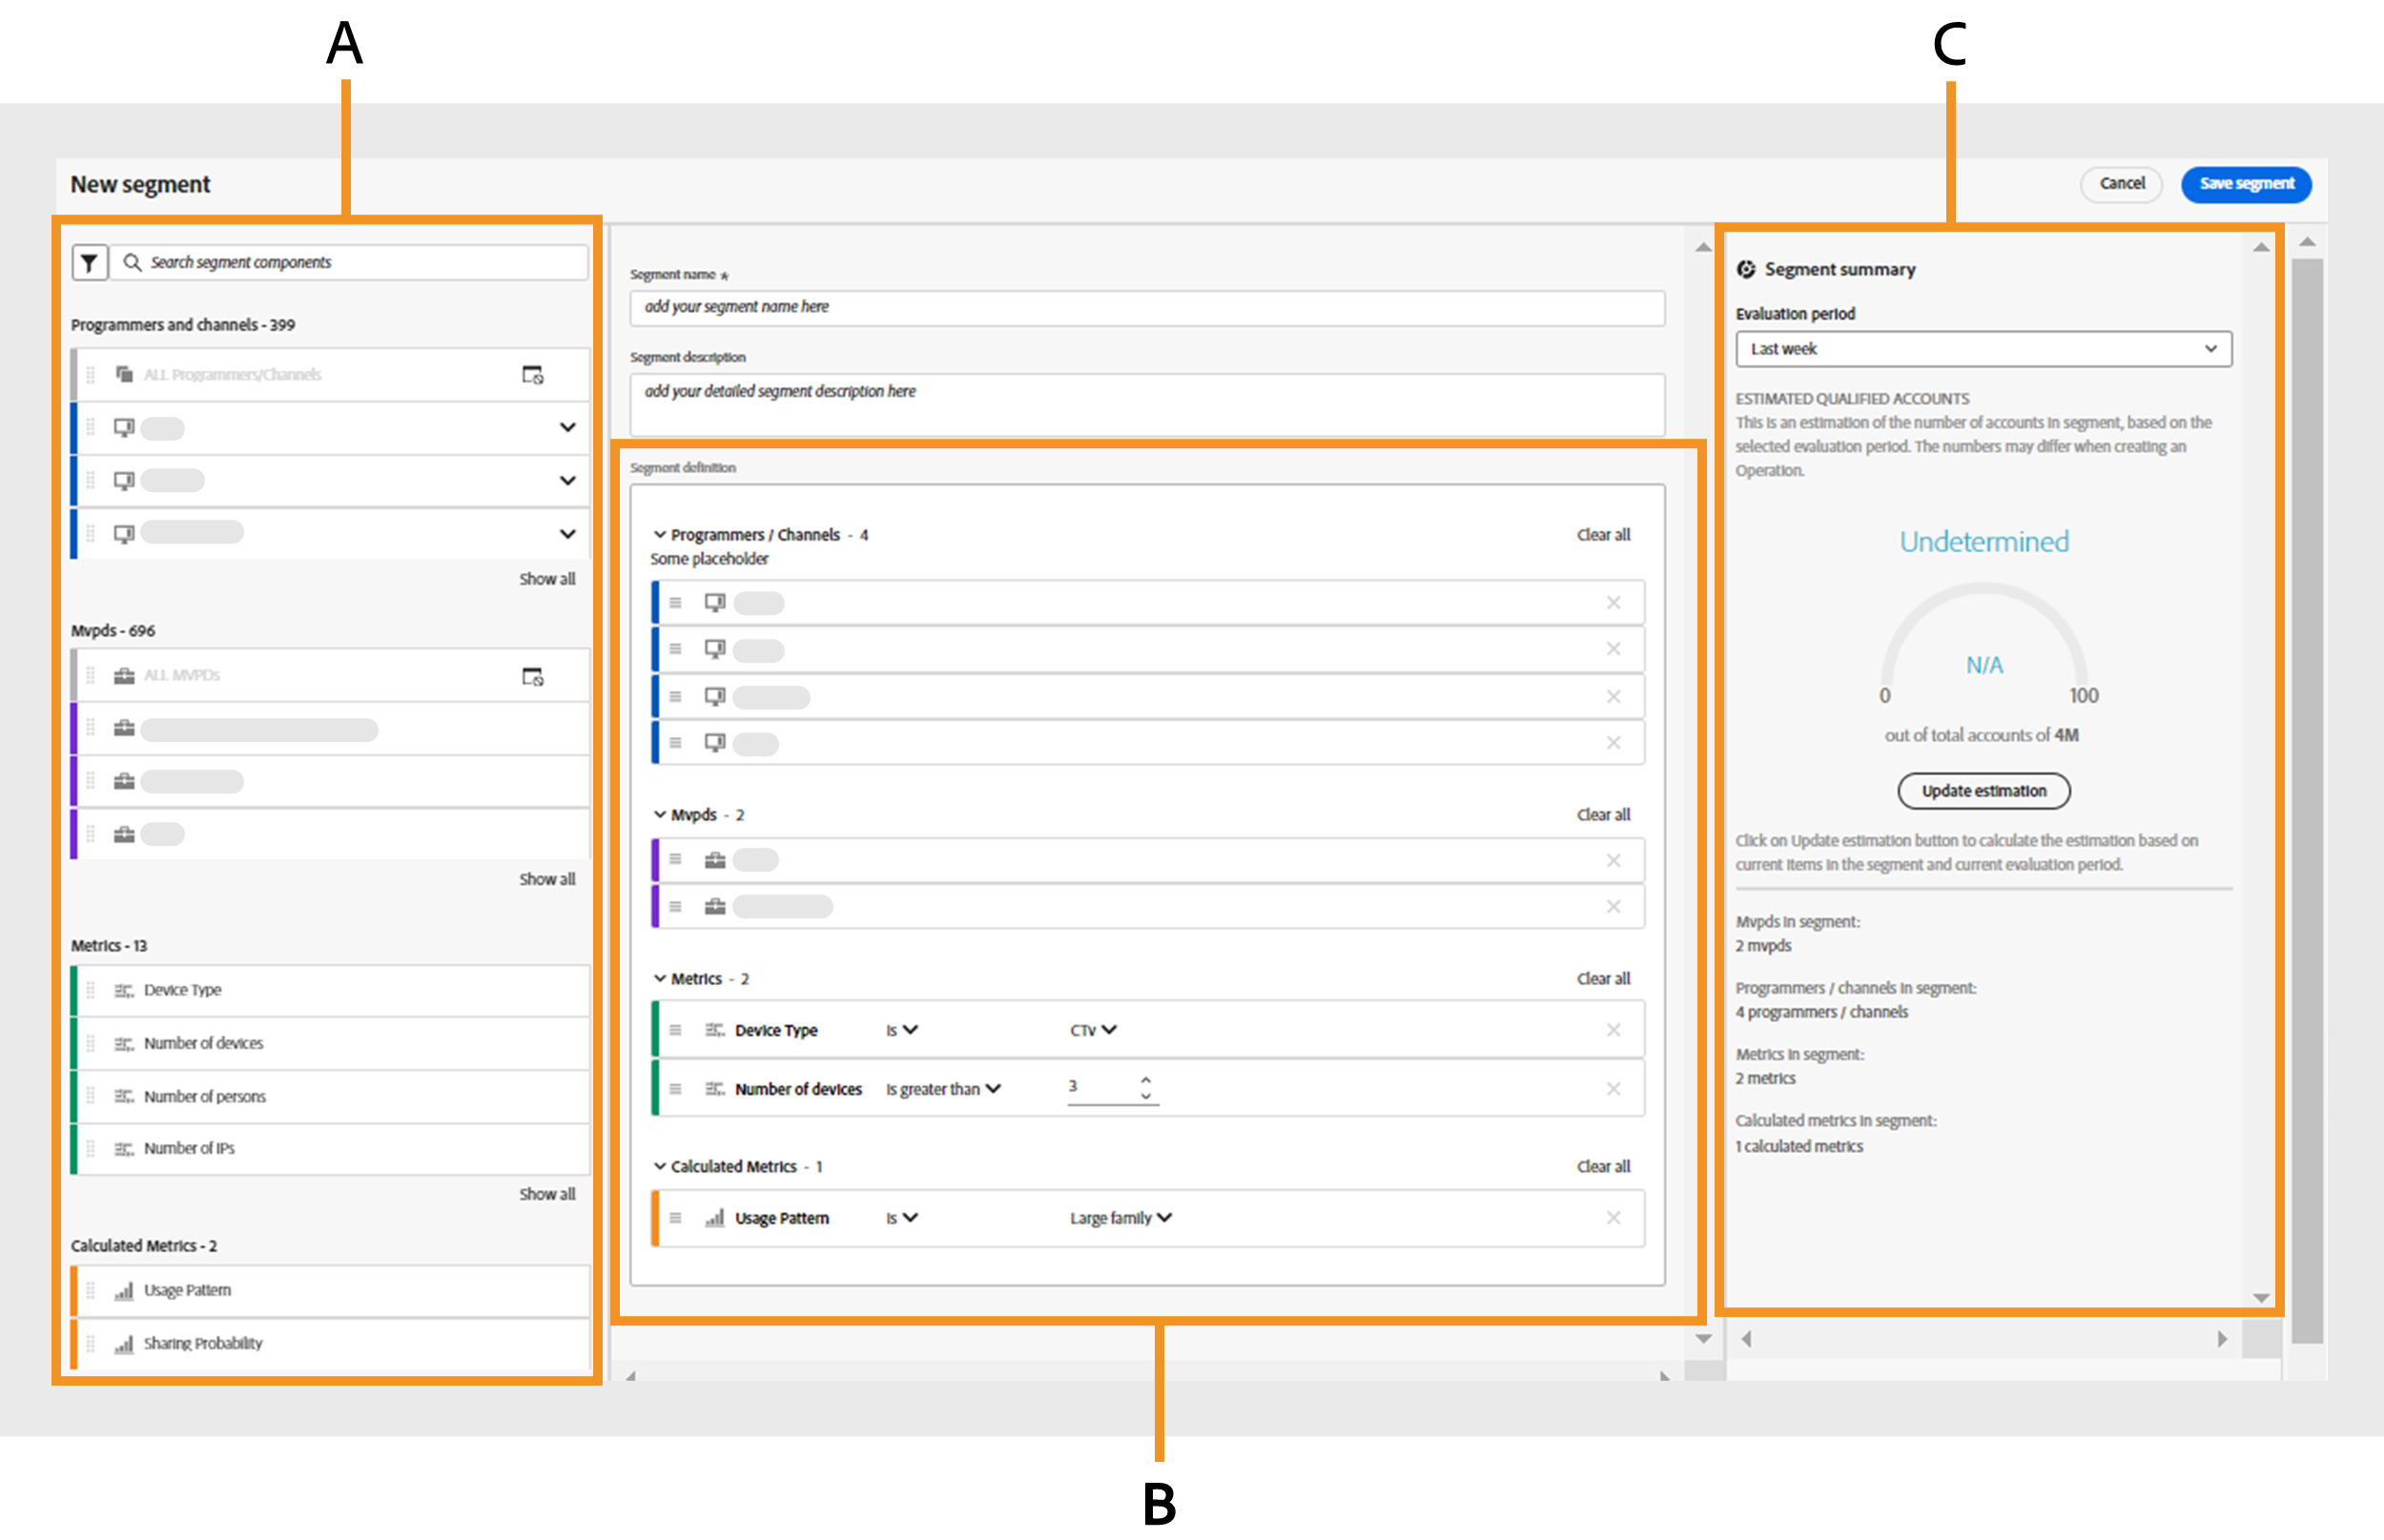 A
C
New segment
Cancel
Save segment
Search segment components
Programmers and channels - 399
ALL Programmers/Channels
Show all
Mvpds - 696
ALL MVPDs
Show all
Metrics - 13
Device Type
Number of devices
Number of persons
Number of IPs
Show all
Calculated Metrics - 2
Usage Pattern
Sharing Probability
Segment name *
add your segment name here
Segment description
add your detailed segment description here
Segment definition
Programmers / Channels - 4
Clear all
Some placeholder
Mvpds - 2
Clear all
Metrics - 2
Clear all
Device Type Is CTV
Number of devices Is greater than 3
Calculated Metrics - 1
Clear all
Usage Pattern Is Large family
Segment summary
Evaluation period
Last week
ESTIMATED QUALIFIED ACCOUNTS
This is an estimation of the number of accounts in segment, based on the
selected evaluation period. The numbers may differ when creating an
Operation.
Undetermined
N/A
0 100
out of total accounts of 4M
Update estimation
Click on Update estimation button to calculate the estimation based on
current items in the segment and current evaluation period.
Mvpds in segment:
2 mvpds
Programmers / channels in segment:
4 programmers / channels
Metrics in segment:
2 metrics
Calculated metrics in segment:
1 calculated metrics
B